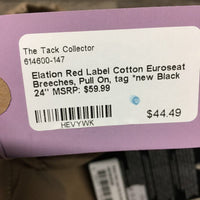 The Tack Collector
614600-147
Elation Red Label Cotton Euroseat
Breeches, Pull On, tag *new Black
24" MSRP: $59.99
$44.49
HEVYWK